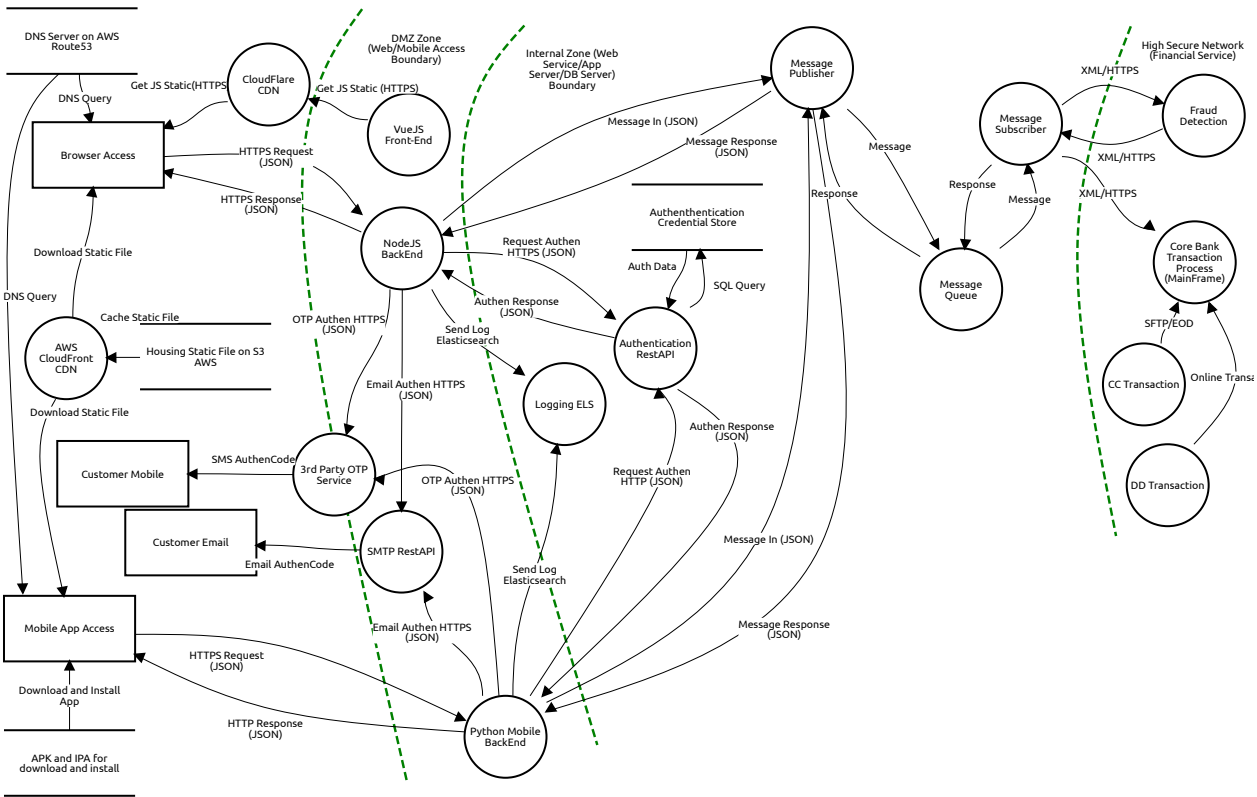 DNS Server on AWS
Route53
DMZ Zone
(Web/Mobile Access
Boundary)
Internal Zone (Web
Service/App
Server/DB Server)
Boundary
Message
Publisher
High Secure Network
(Financial Service)
XML/HTTPS
CloudFlare
CDN
Get JS Static(HTTPS
Get JS Static (HTTPS)
DNS Query
VueJS
Front-End
Message
Subscriber
Fraud
Detection
Message In (JSON)
Browser Access
HTTPS Request
(JSON)
Message Response
(JSON)
Message
XML/HTTPS
HTTPS Response
(JSON)
Response
Response
Message
XML/HTTPS
Authenthentication
Credential Store
NodeJS
BackEnd
Request Authen
HTTPS (JSON)
Download Static File
Auth Data
SQL Query
Message
Queue
Core Bank
Transaction
Process
(MainFrame)
DNS Query
Authen Response
(JSON)
Cache Static File
OTP Authen HTTPS
(JSON)
Send Log
Elasticsearch
SFTP/EOD
AWS
CloudFront
CDN
Housing Static File on S3
AWS
Authentication
RestAPI
Email Authen HTTPS
(JSON)
CC Transaction
Online Transa
Download Static File
Logging ELS
Authen Response
(JSON)
SMS AuthenCode
Customer Mobile
3rd Party OTP
Service
OTP Authen HTTPS
(JSON)
Request Authen
HTTP (JSON)
DD Transaction
Customer Email
SMTP RestAPI
Email AuthenCode
Message In (JSON)
Send Log
Elasticsearch
Mobile App Access
Email Authen HTTPS
(JSON)
Message Response
(JSON)
HTTPS Request
(JSON)
Download and Install
App
HTTP Response
(JSON)
Python Mobile
BackEnd
APK and IPA for
download and install